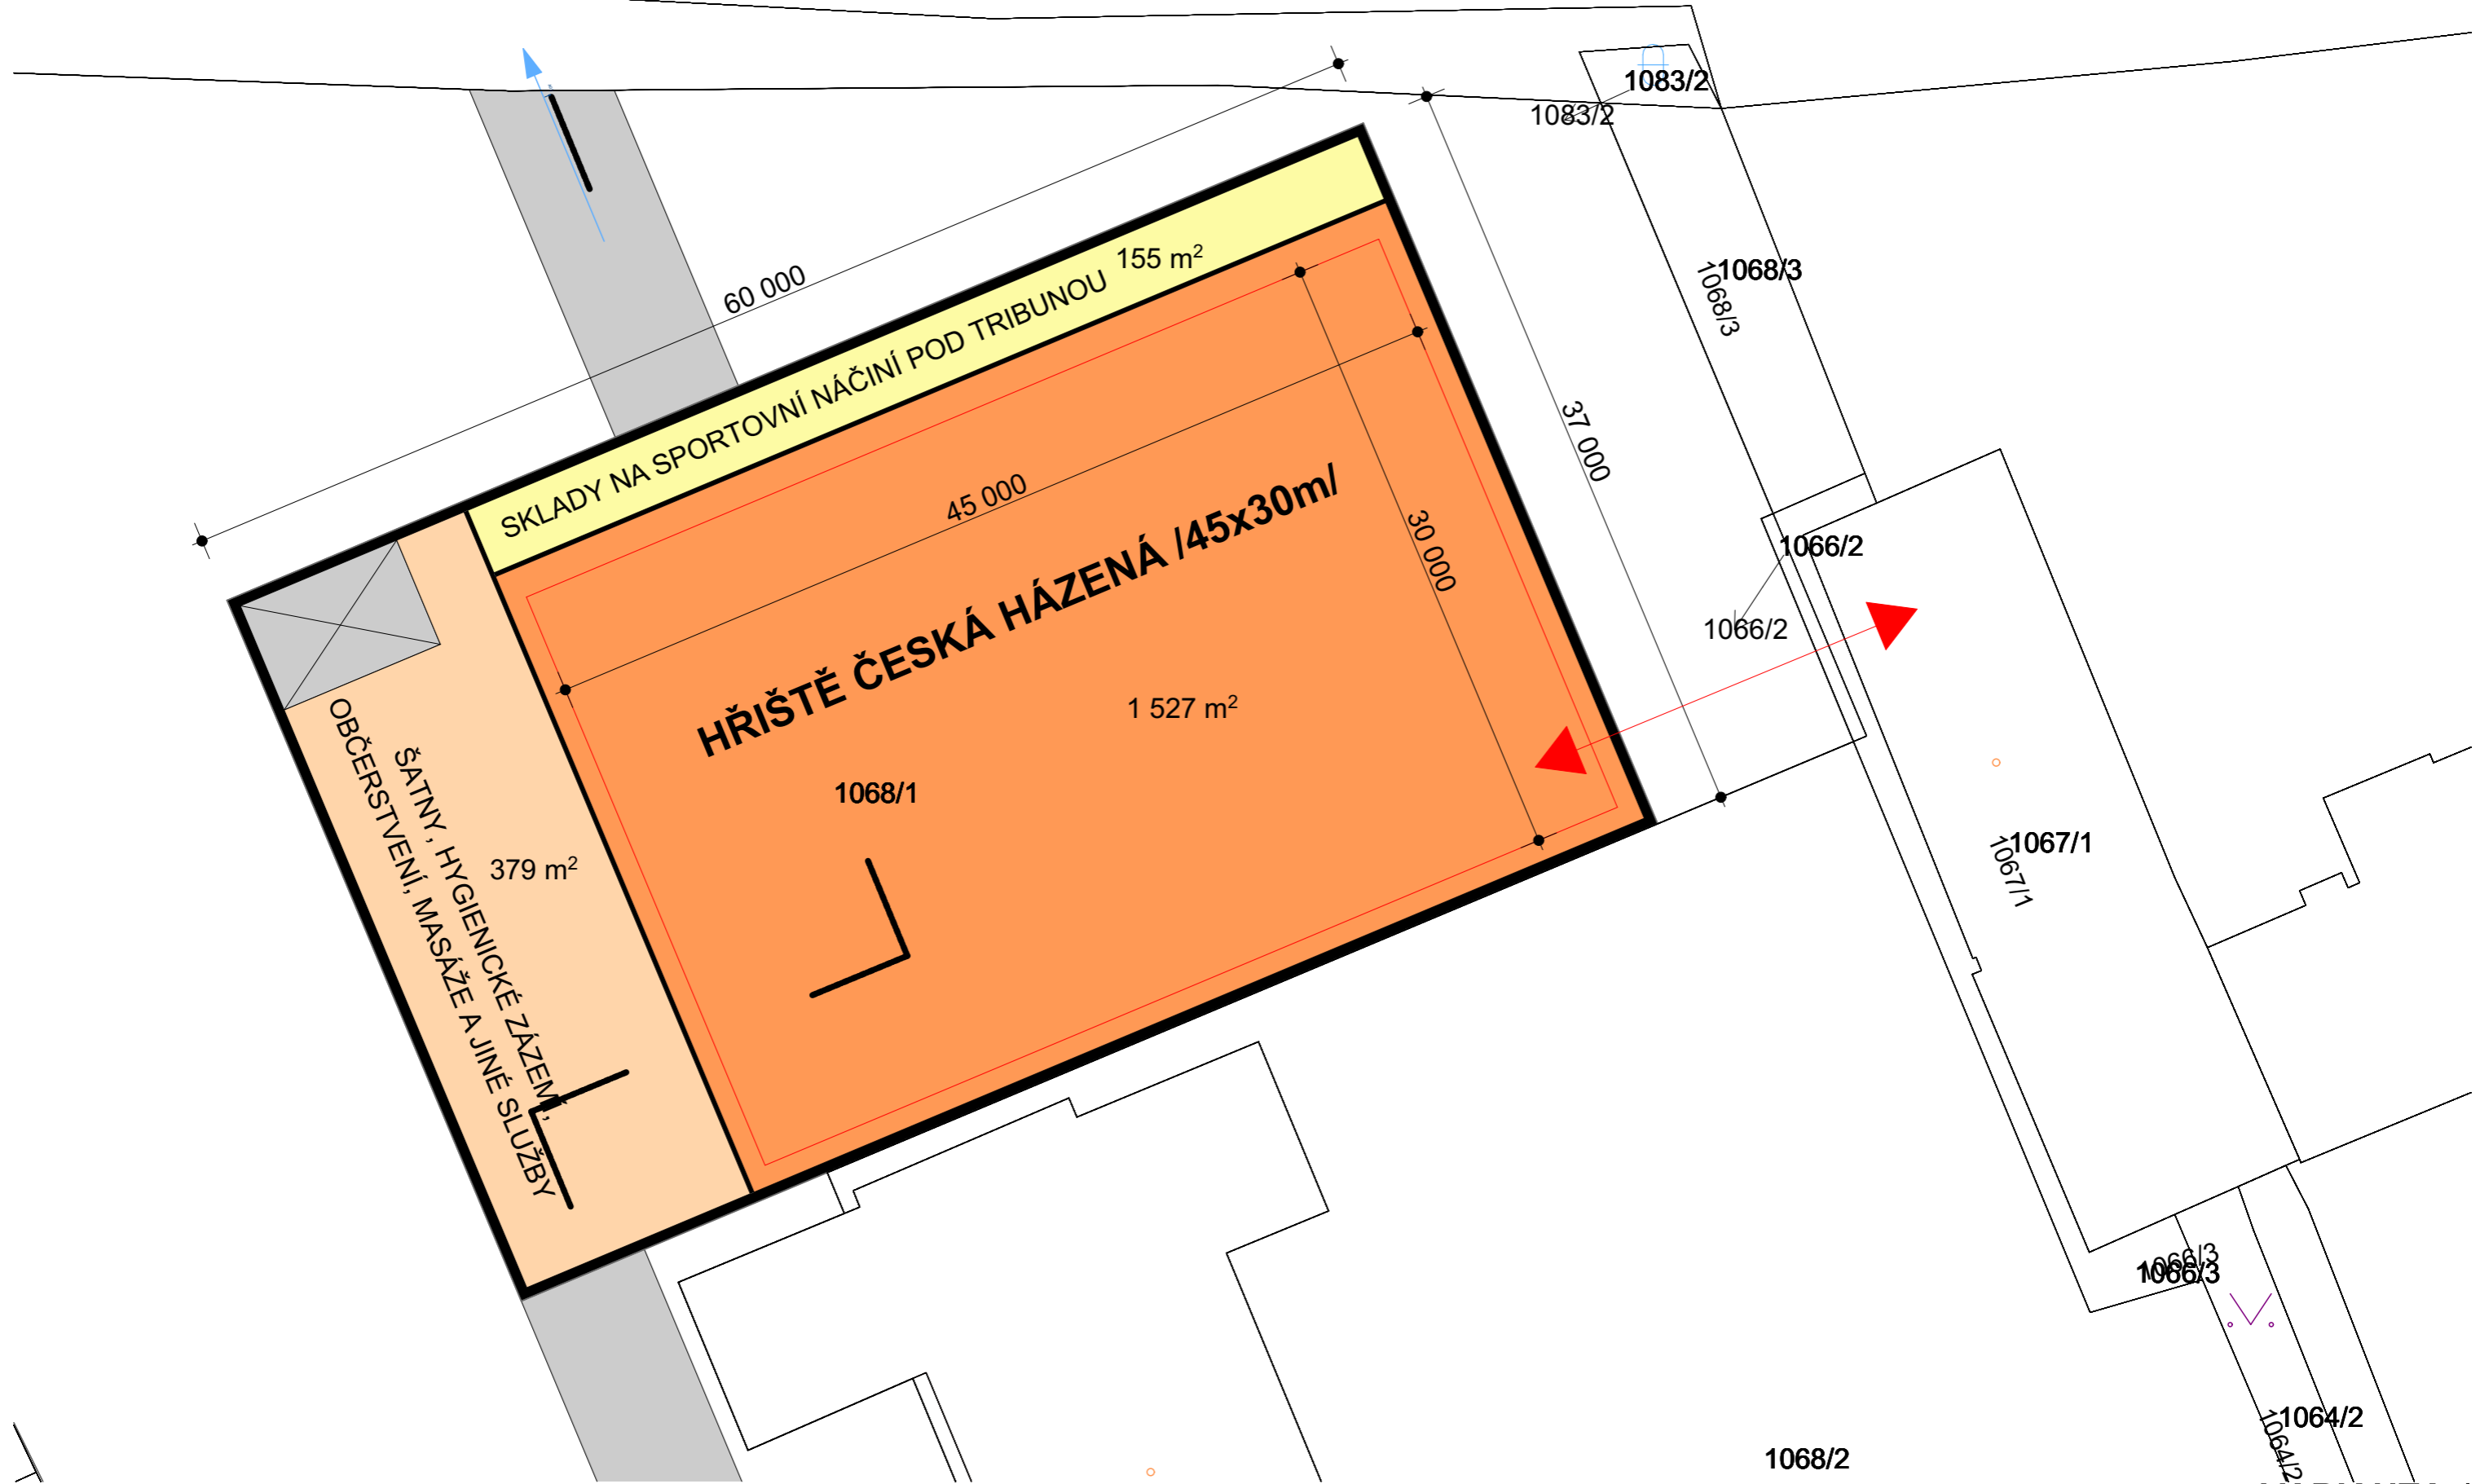 1083/2
1083/2
60 000
155 m²
SKLADY NA SPORTOVNÍ NÁČINÍ POD TRIBUNOU
1068/3
1068/3
37 000
45 000
30 000
HŘIŠTĚ ČESKÁ HÁZENÁ /45x30m/
1066/2
1066/2
1 527 m²
1068/1
ŠATNY , HYGIENICKÉ ZÁZEMÍ,
OBČERSTVENÍ, MASÁŽE A JINÉ SLUŽBY
379 m²
1067/1
1067/1
1066/3
1066/3
1064/2
1064/2
1068/2